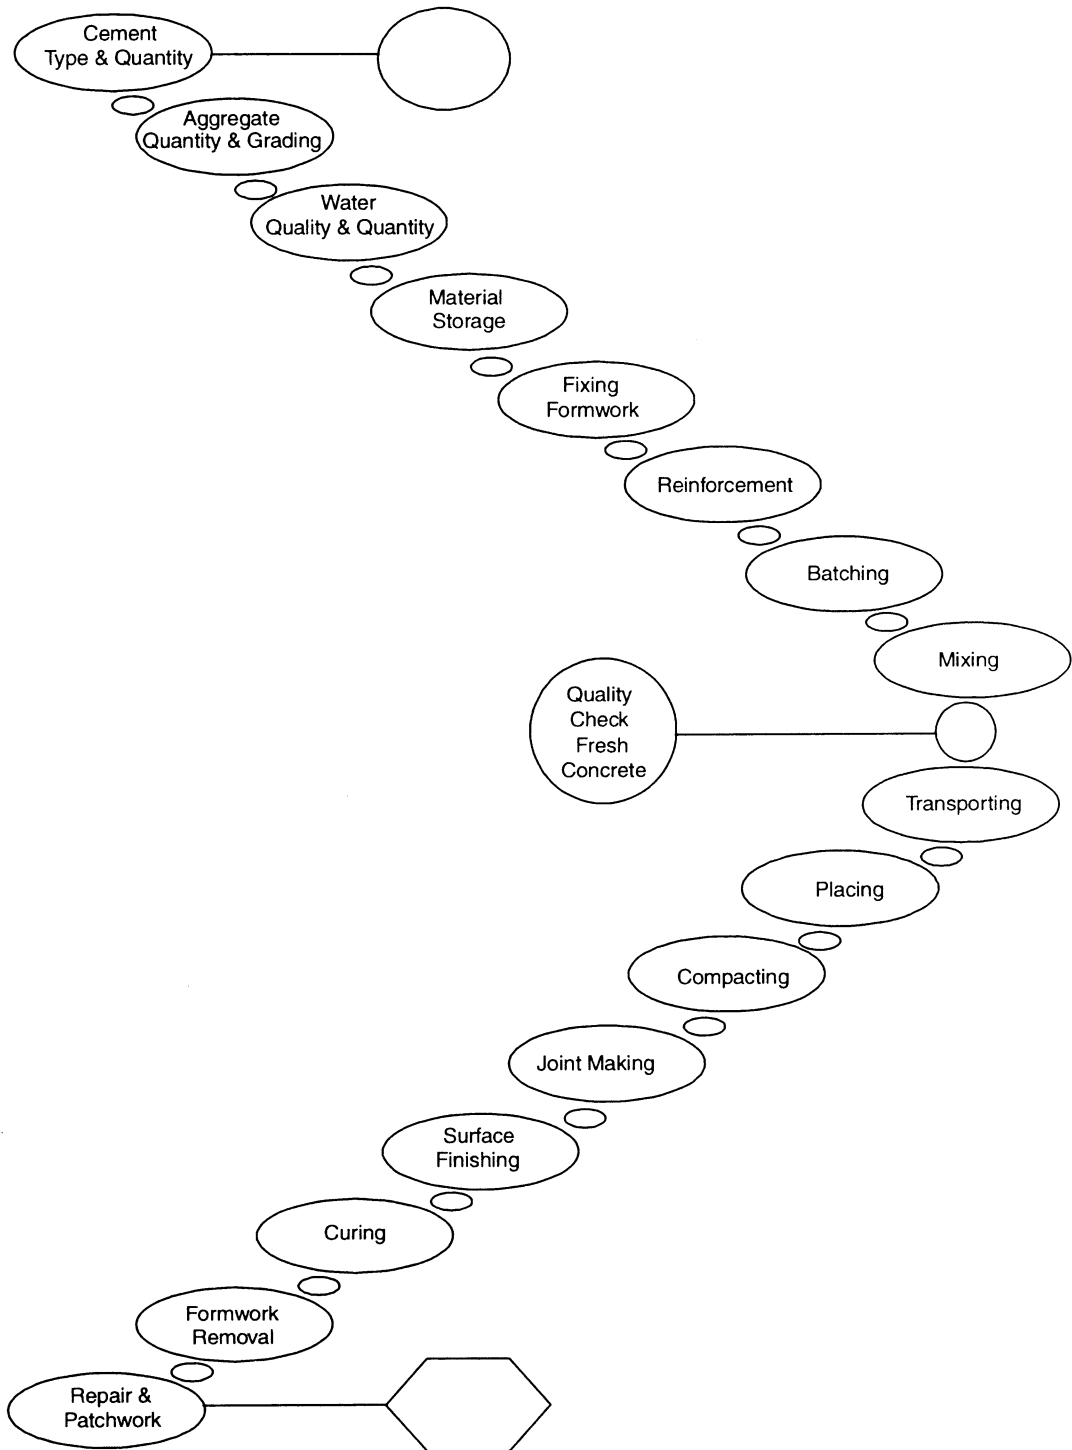 Cement
Type & Quantity
Aggregate
Quantity & Grading
Water
Quality & Quantity
Material
Storage
Fixing
Formwork
Reinforcement
Batching
Mixing
Quality
Check
Fresh
Concrete
Transporting
Placing
Compacting
Joint Making
Surface
Finishing
Curing
Formwork
Removal
Repair &
Patchwork